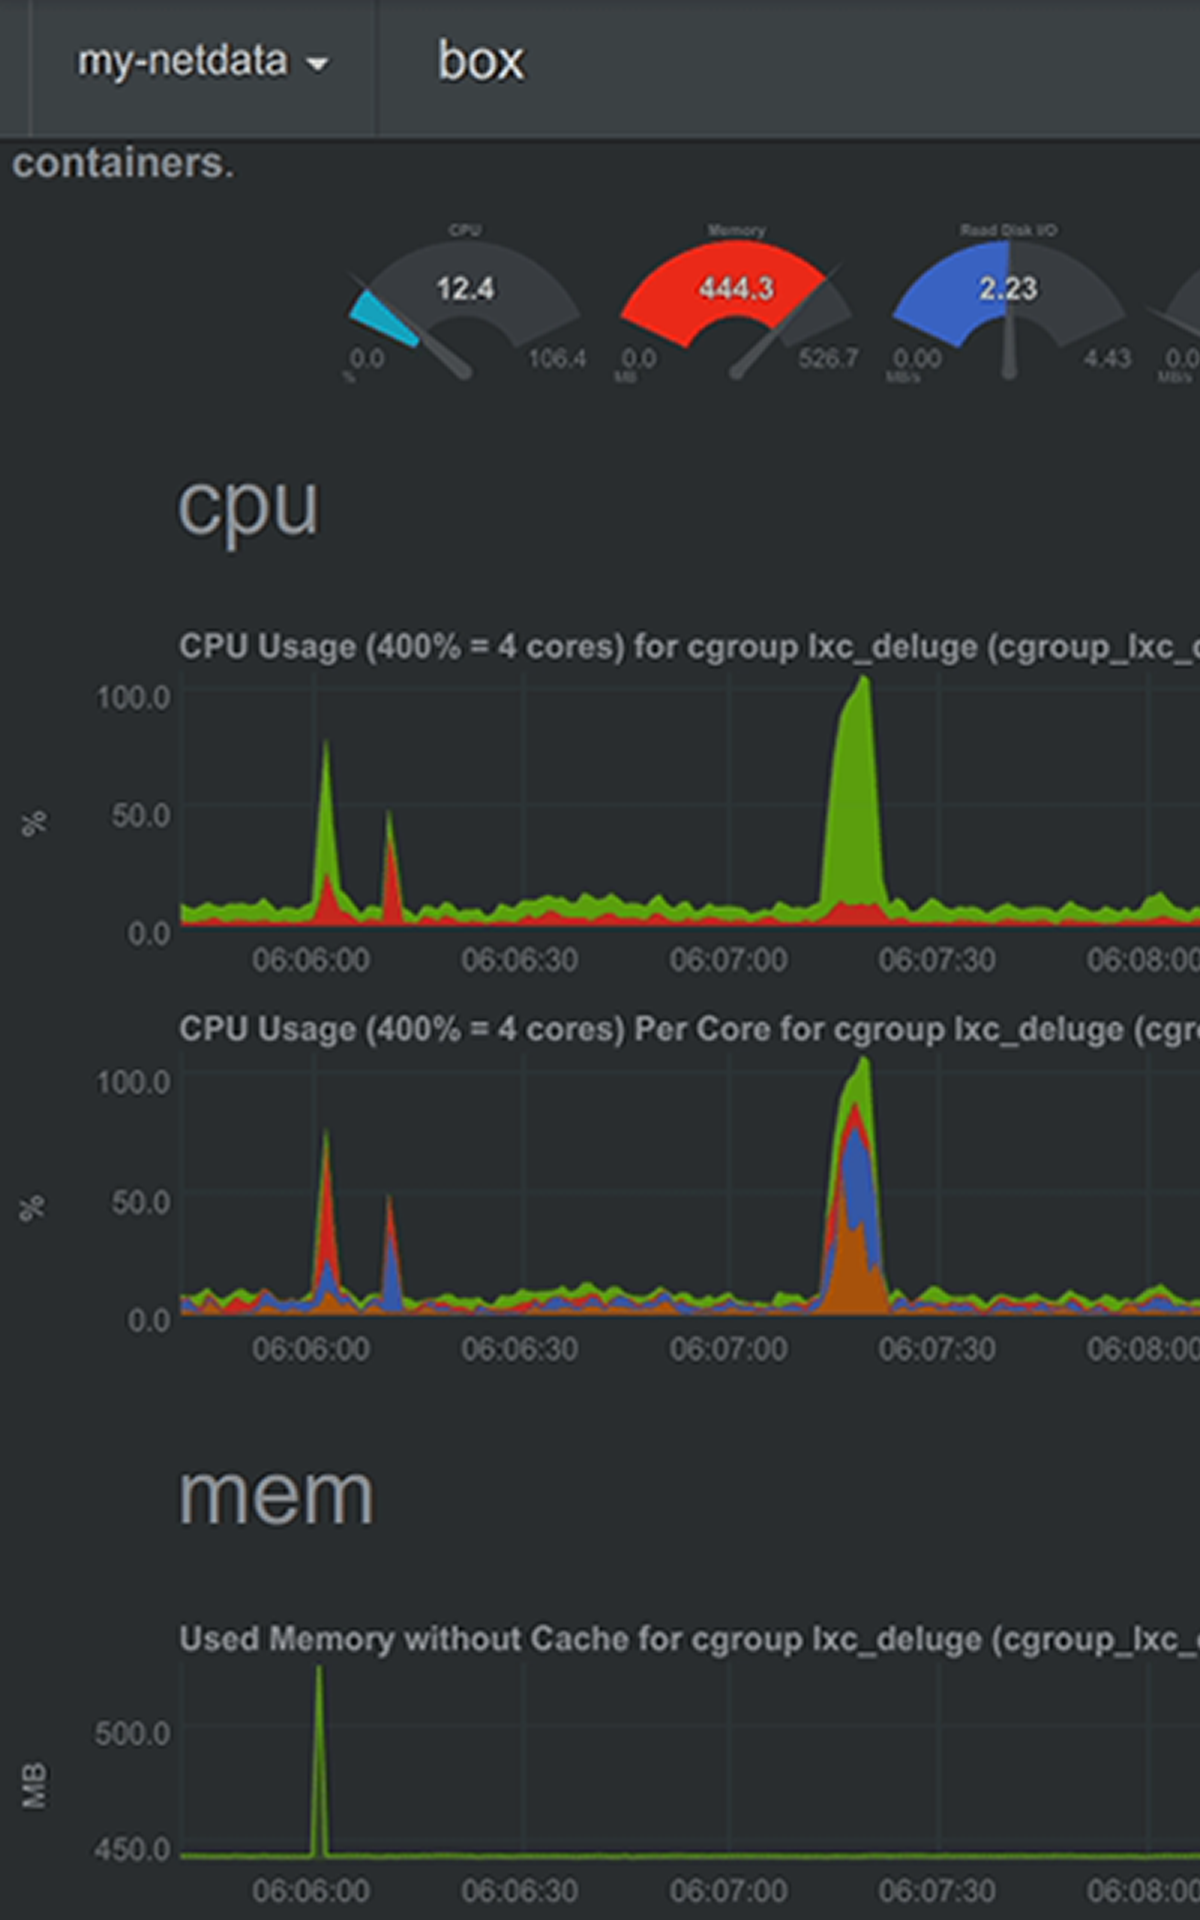 my-netdata box
containers.
CPU Memory Read Disk I/O
12.4 444.3 2.23
0.0 106.4 0.0 526.7 0.00 4.43 0.0
% MB MB/s MB/s
cpu
CPU Usage (400% = 4 cores) for cgroup lxc_deluge (cgroup_lxc_d
100.0
50.0
0.0
%
06:06:00 06:06:30 06:07:00 06:07:30 06:08:00
CPU Usage (400% = 4 cores) Per Core for cgroup lxc_deluge (cgr
100.0
50.0
0.0
%
06:06:00 06:06:30 06:07:00 06:07:30 06:08:00
mem
Used Memory without Cache for cgroup lxc_deluge (cgroup_lxc_
500.0
450.0
MB
06:06:00 06:06:30 06:07:00 06:07:30 06:08:00